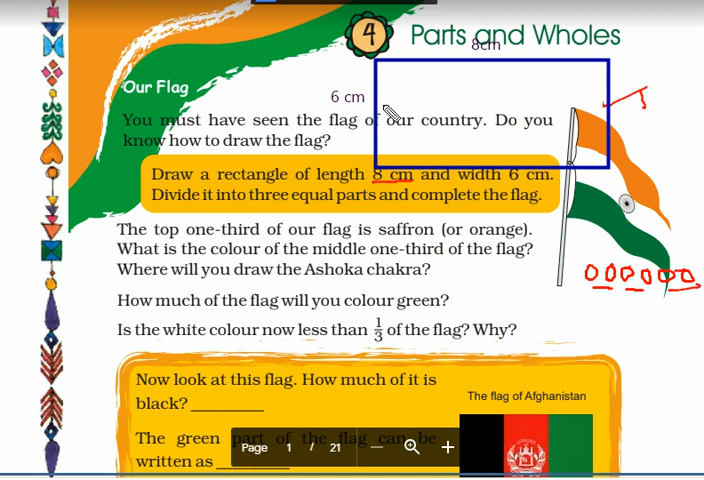 4 Parts and Wholes
8cm
Our Flag
6 cm
You must have seen the flag of our country. Do you
know how to draw the flag?
Draw a rectangle of length 8 cm and width 6 cm.
Divide it into three equal parts and complete the flag.
The top one-third of our flag is saffron (or orange).
What is the colour of the middle one-third of the flag?
Where will you draw the Ashoka chakra?
How much of the flag will you colour green?
Is the white colour now less than 1/3 of the flag? Why?
Now look at this flag. How much of it is
black? ________
The flag of Afghanistan
The green part of the flag can be
written as ________
Page 1 / 21